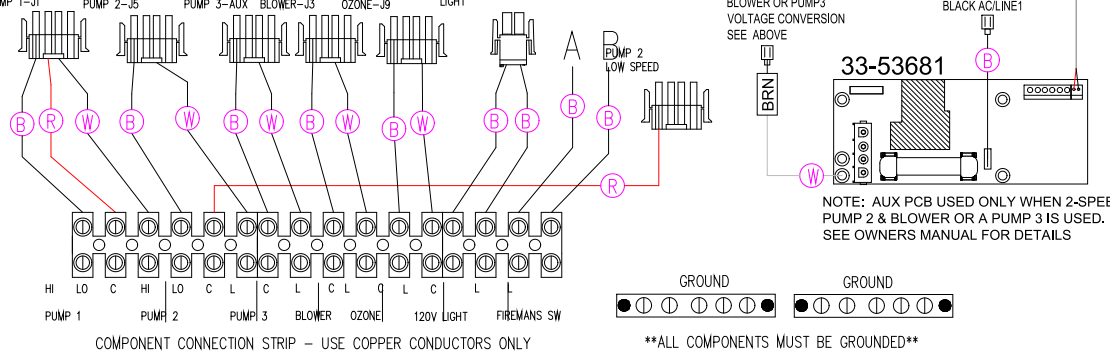 PUMP 1-J1
PUMP 2-J5
PUMP 3-AUX
BLOWER-J3
OZONE-J9
LIGHT
A
B
PUMP 2
LOW SPEED
BLOWER OR PUMP3
VOLTAGE CONVERSION
SEE ABOVE
BLACK AC/LINE1
33-53681
BRN
B
B R W B W B W B W B W B B B B
R
W
NOTE: AUX PCB USED ONLY WHEN 2-SPEE
PUMP 2 & BLOWER OR A PUMP 3 IS USED.
SEE OWNERS MANUAL FOR DETAILS
HI LO C HI LO C L C L C L C L C L L
PUMP 1 PUMP 2 PUMP 3 BLOWER OZONE 120V LIGHT FIREMANS SW
COMPONENT CONNECTION STRIP – USE COPPER CONDUCTORS ONLY
GROUND GROUND
**ALL COMPONENTS MUST BE GROUNDED**